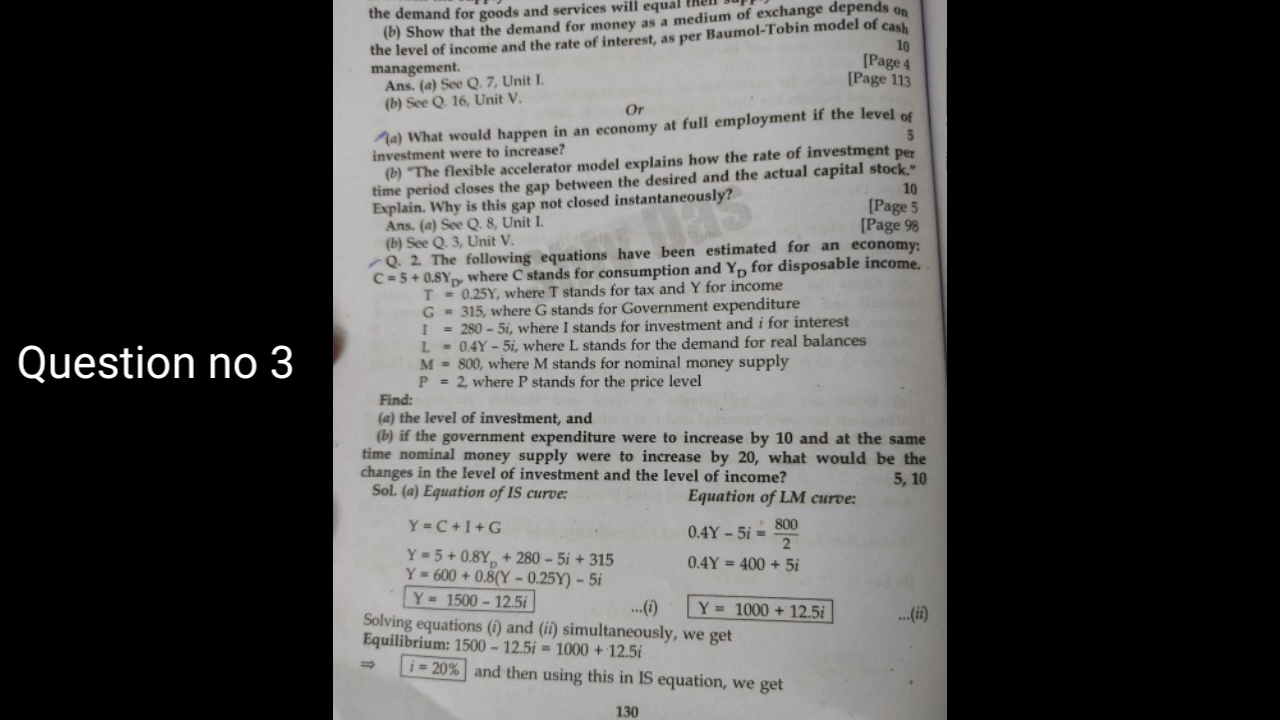 Question no 3
the demand for goods and services will equal their
(b) Show that the demand for money as a medium of exchange depends on
the level of income and the rate of interest, as per Baumol-Tobin model of cash
management. 10
Ans. (a) See Q. 7, Unit I. [Page 4
(b) See Q. 16, Unit V. [Page 113
Or
(a) What would happen in an economy at full employment if the level of
investment were to increase? 5
(b) "The flexible accelerator model explains how the rate of investment per
time period closes the gap between the desired and the actual capital stock."
Explain. Why is this gap not closed instantaneously? 10
Ans. (a) See Q. 8, Unit I. [Page 5
(b) See Q. 3, Unit V. [Page 98
Q. 2. The following equations have been estimated for an economy:
C = 5 + 0.8Y_D, where C stands for consumption and Y_D for disposable income.
T = 0.25Y, where T stands for tax and Y for income
G = 315, where G stands for Government expenditure
I = 280 – 5i, where I stands for investment and i for interest
L = 0.4Y – 5i, where L stands for the demand for real balances
M = 800, where M stands for nominal money supply
P = 2, where P stands for the price level
Find:
(a) the level of investment, and
(b) if the government expenditure were to increase by 10 and at the same
time nominal money supply were to increase by 20, what would be the
changes in the level of investment and the level of income? 5, 10
Sol. (a) Equation of IS curve: Equation of LM curve:
Y = C + I + G 0.4Y – 5i = 800/2
Y = 5 + 0.8Y_D + 280 – 5i + 315 0.4Y = 400 + 5i
Y = 600 + 0.8(Y – 0.25Y) – 5i
Y = 1500 – 12.5i ...(i) Y = 1000 + 12.5i ...(ii)
Solving equations (i) and (ii) simultaneously, we get
Equilibrium: 1500 – 12.5i = 1000 + 12.5i
⇒ i = 20% and then using this in IS equation, we get
130